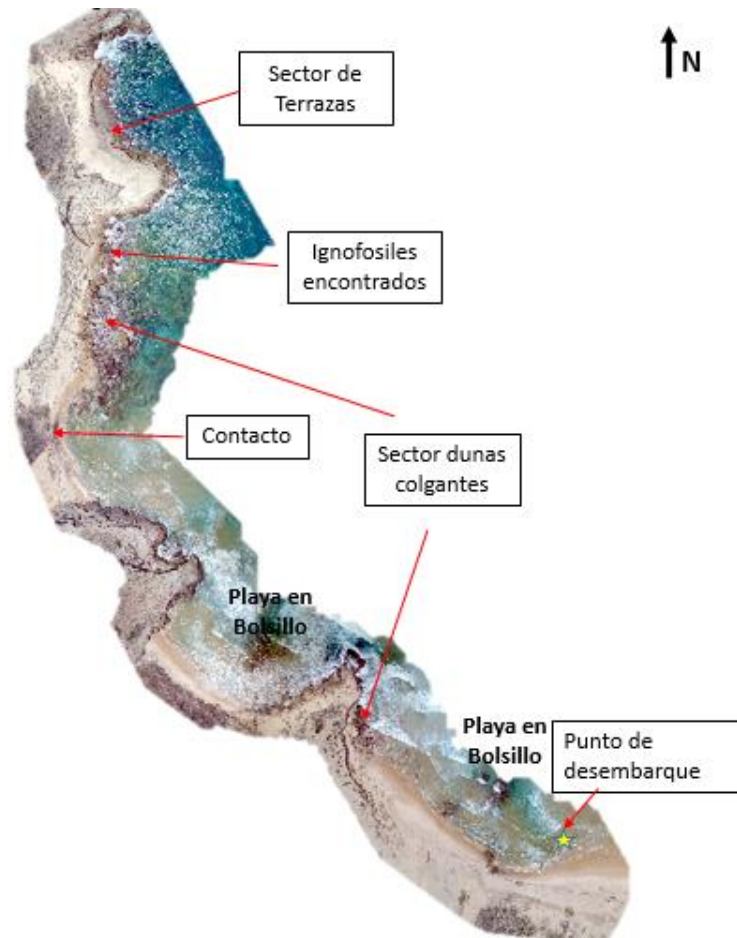 Sector de
Terrazas
N
Ignofosiles
encontrados
Contacto
Sector dunas
colgantes
Playa en
Bolsillo
Playa en
Bolsillo
Punto de
desembarque